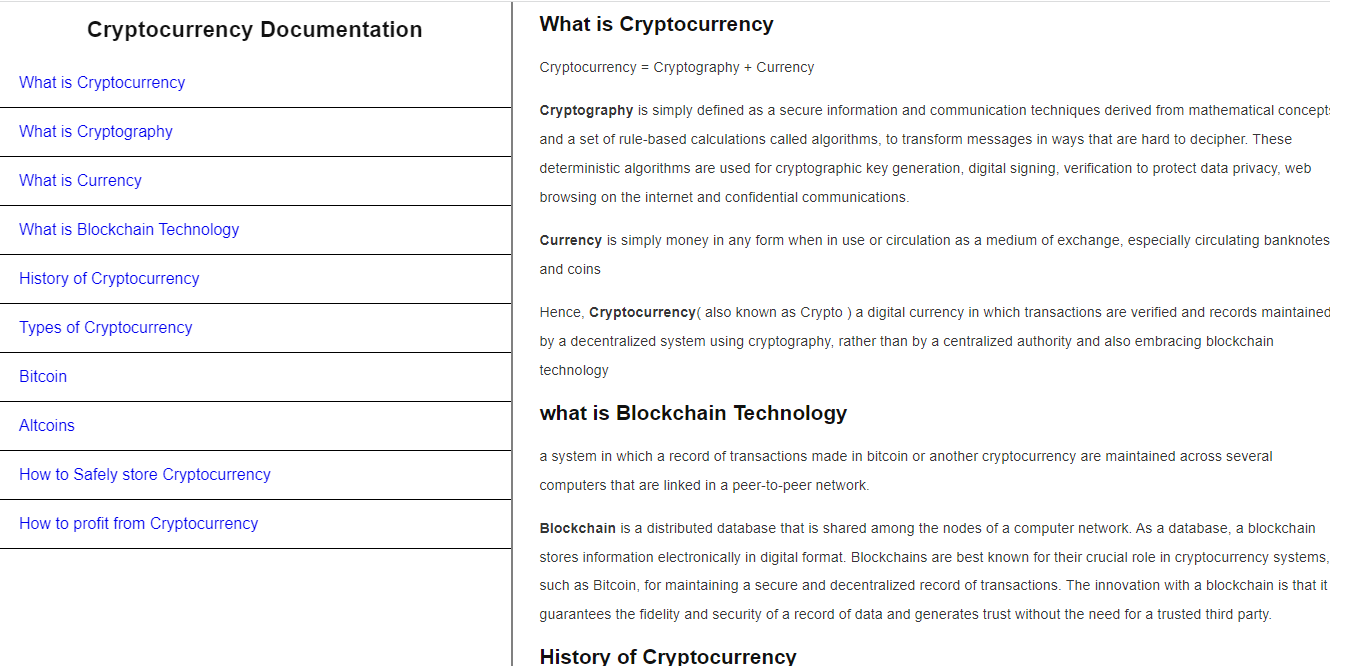 Cryptocurrency Documentation
What is Cryptocurrency
What is Cryptography
What is Currency
What is Blockchain Technology
History of Cryptocurrency
Types of Cryptocurrency
Bitcoin
Altcoins
How to Safely store Cryptocurrency
How to profit from Cryptocurrency
What is Cryptocurrency
Cryptocurrency = Cryptography + Currency
Cryptography is simply defined as a secure information and communication techniques derived from mathematical concepts
and a set of rule-based calculations called algorithms, to transform messages in ways that are hard to decipher. These
deterministic algorithms are used for cryptographic key generation, digital signing, verification to protect data privacy, web
browsing on the internet and confidential communications.
Currency is simply money in any form when in use or circulation as a medium of exchange, especially circulating banknotes
and coins
Hence, Cryptocurrency( also known as Crypto ) a digital currency in which transactions are verified and records maintained
by a decentralized system using cryptography, rather than by a centralized authority and also embracing blockchain
technology
what is Blockchain Technology
a system in which a record of transactions made in bitcoin or another cryptocurrency are maintained across several
computers that are linked in a peer-to-peer network.
Blockchain is a distributed database that is shared among the nodes of a computer network. As a database, a blockchain
stores information electronically in digital format. Blockchains are best known for their crucial role in cryptocurrency systems,
such as Bitcoin, for maintaining a secure and decentralized record of transactions. The innovation with a blockchain is that it
guarantees the fidelity and security of a record of data and generates trust without the need for a trusted third party.
History of Cryptocurrency